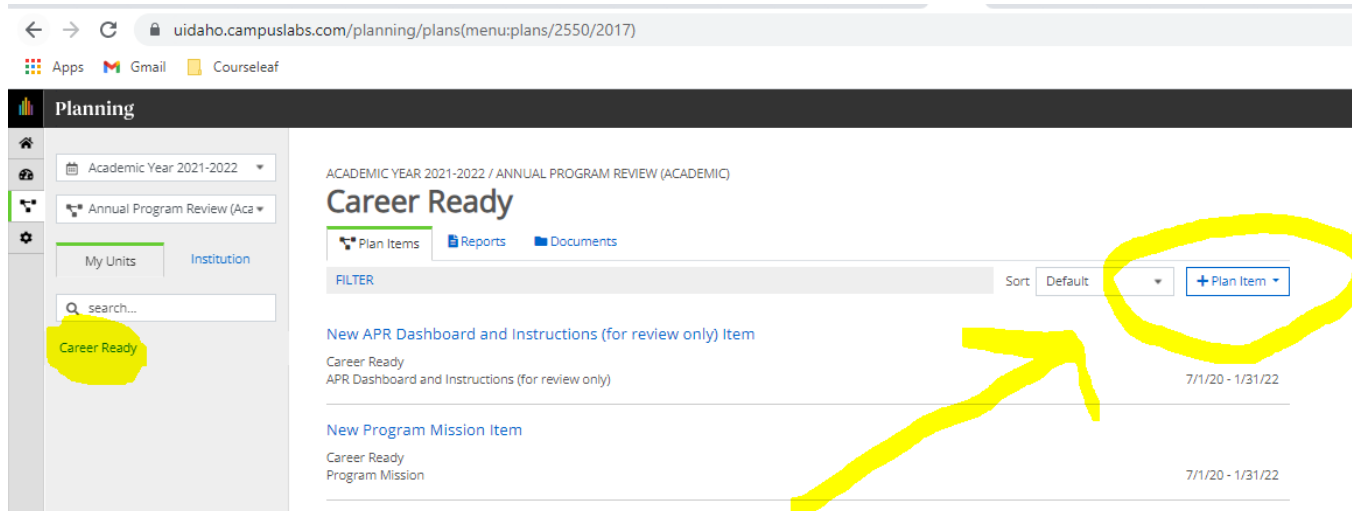 uidaho.campuslabs.com/planning/plans(menu:plans/2550/2017)
Apps Gmail Courseleaf
Planning
Academic Year 2021-2022
Annual Program Review (Aca
My Units Institution
search...
Career Ready
ACADEMIC YEAR 2021-2022 / ANNUAL PROGRAM REVIEW (ACADEMIC)
Career Ready
Plan Items Reports Documents
FILTER Sort Default + Plan Item
New APR Dashboard and Instructions (for review only) Item
Career Ready
APR Dashboard and Instructions (for review only) 7/1/20 - 1/31/22
New Program Mission Item
Career Ready
Program Mission 7/1/20 - 1/31/22